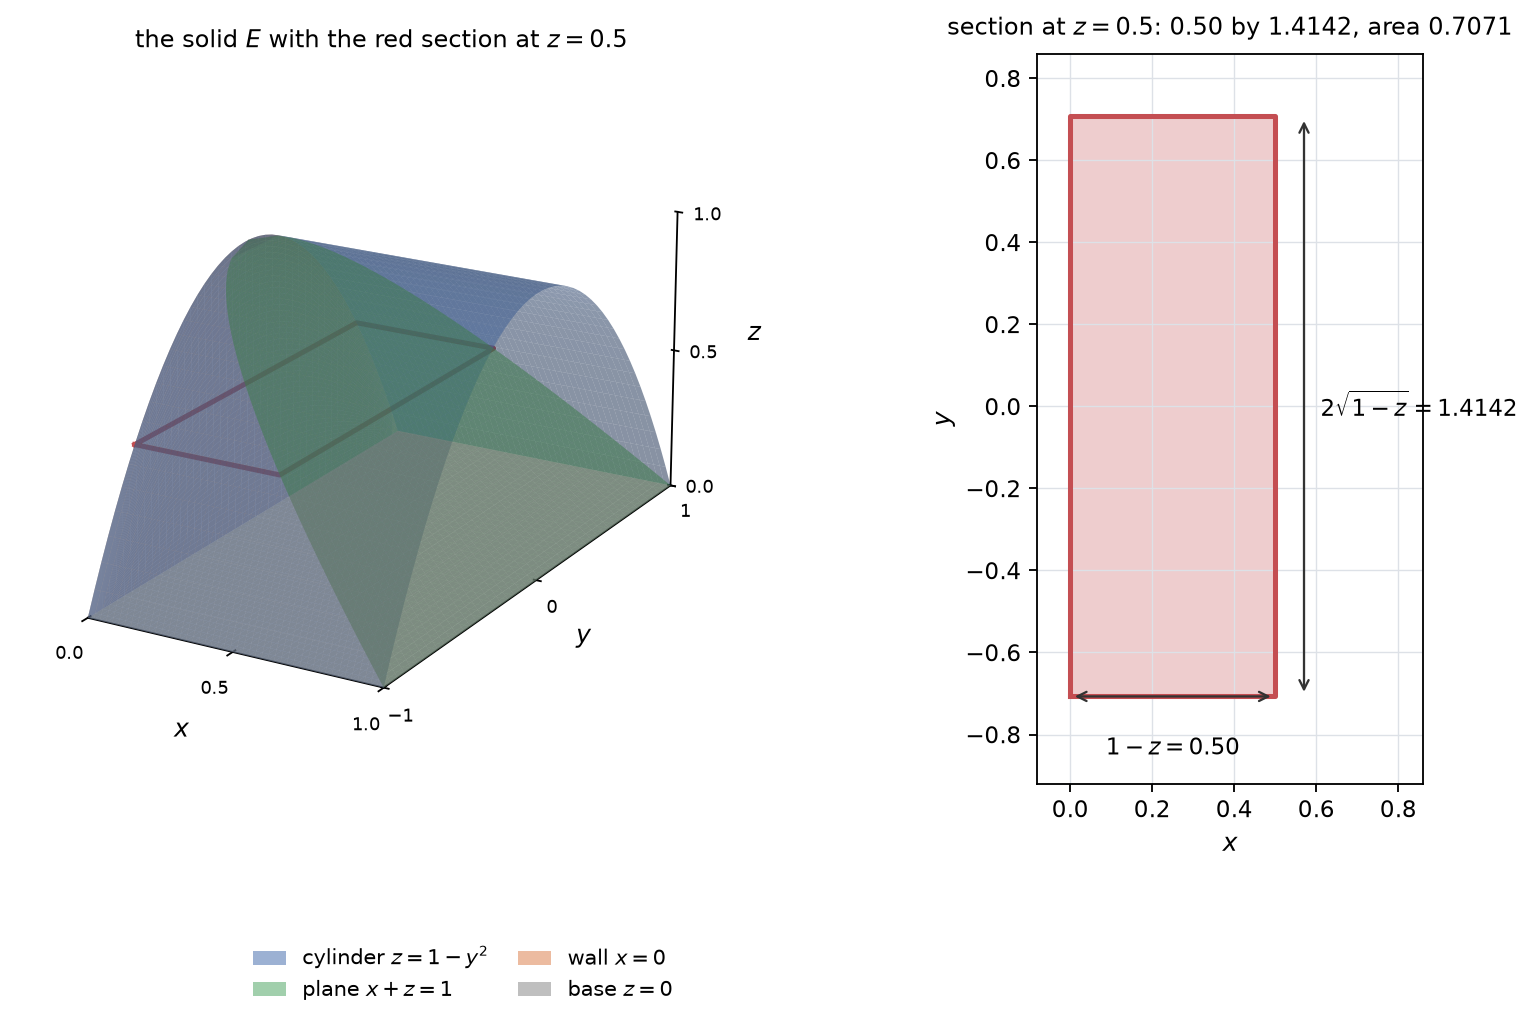 the solid E with the red section at z = 0.5
1.0
z
0.5
0.0
1
0
y
0.0
0.5
1.0
−1
x
section at z = 0.5: 0.50 by 1.4142, area 0.7071
0.8
0.6
0.4
0.2
0.0
−0.2
−0.4
−0.6
−0.8
y
2√1 − z = 1.4142
1 − z = 0.50
0.0 0.2 0.4 0.6 0.8
x
cylinder z = 1 − y²
wall x = 0
plane x + z = 1
base z = 0